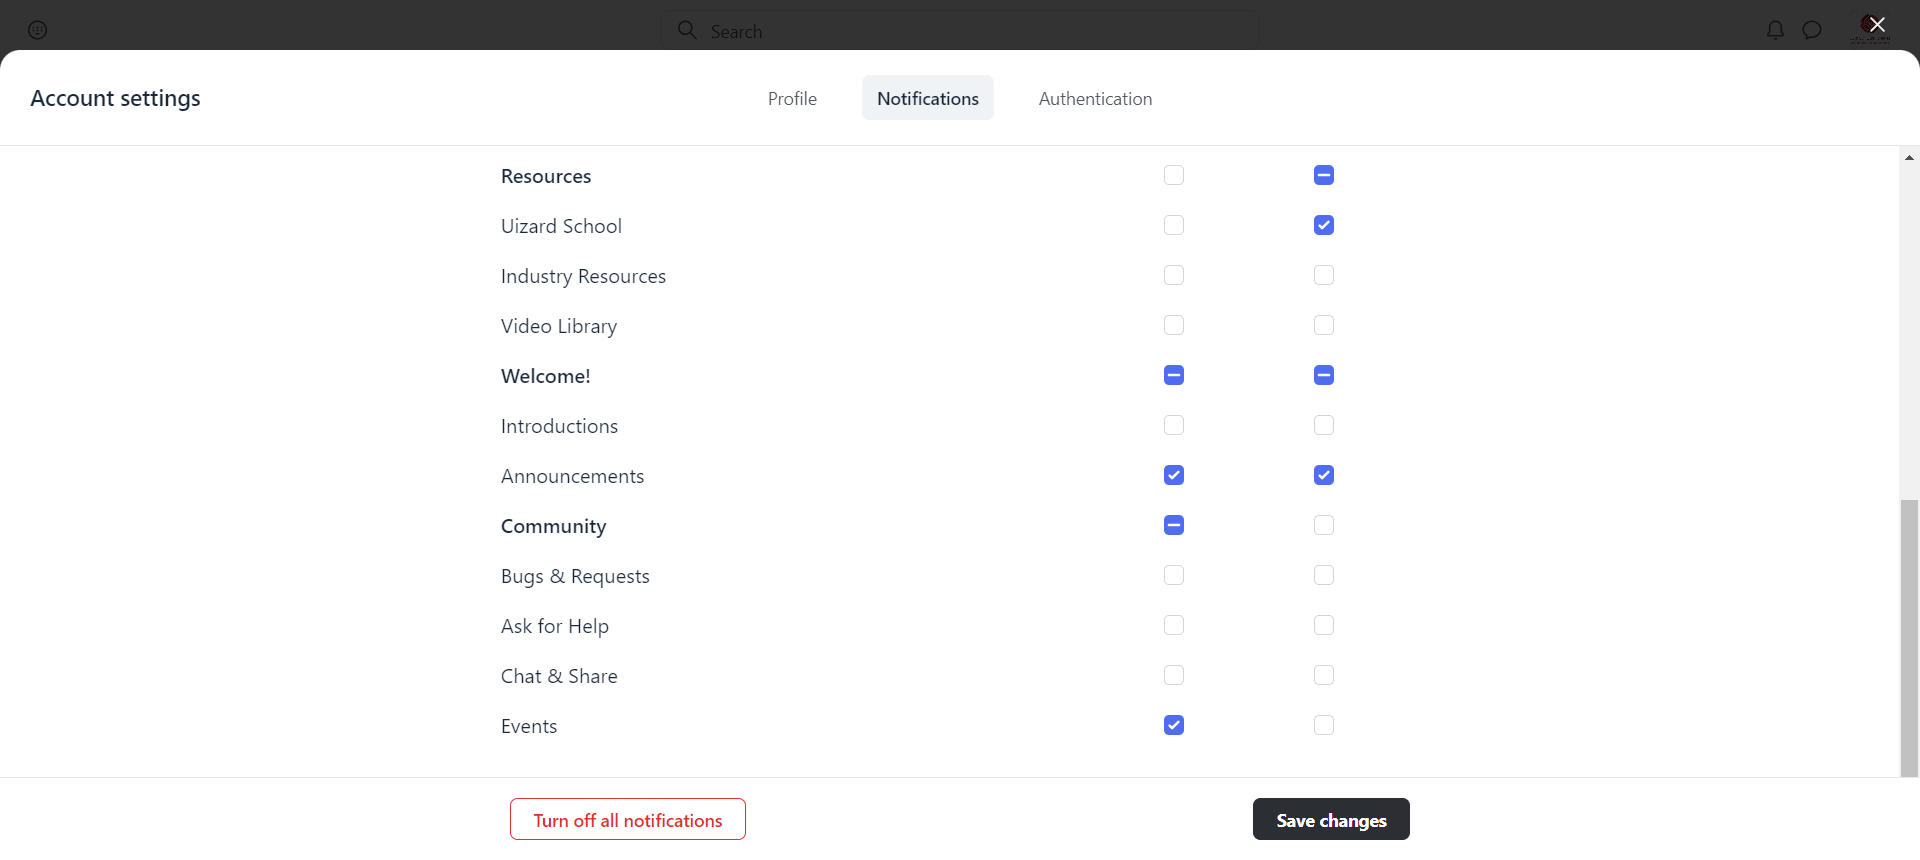 Search
Account settings
Profile
Notifications
Authentication
Resources
Uizard School
Industry Resources
Video Library
Welcome!
Introductions
Announcements
Community
Bugs & Requests
Ask for Help
Chat & Share
Events
Turn off all notifications
Save changes